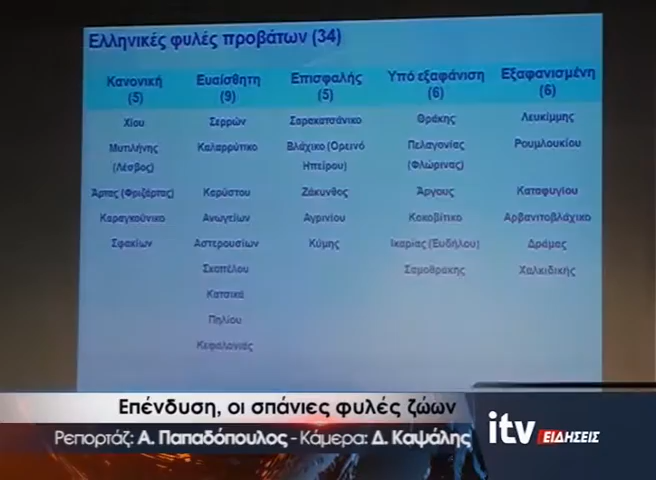 Ελληνικές φυλές προβάτων (34)
Κανονική Ευαίσθητη Επισφαλής Υπό εξαφάνιση Εξαφανισμένη
(5) (9) (5) (6) (6)
Χίου Σερρών Σαρακατσάνικο Θράκης Λευκίμμης
Μυτιλήνης Καλαρρύτικο Βλάχικο (Ορεινό Πελαγονίας Ρουμλουκίου
(Λέσβος) Ηπείρου) (Φλώρινας)
Άρτας (Φριζάρτας) Καρύστου Ζάκυνθος Άργους Καταφυγίου
Καραγκούνικο Ανωγείων Αγρινίου Κοκοβίτικο Αρβανιτοβλάχικο
Σφακίων Αστερουσίων Κύμης Ικαρίας (Ευδήλου) Δράμας
Σκοπέλου Σαμοθράκης Χαλκιδικής
Κατσικά
Πηλίου
Κεφαλονιάς
Επένδυση, οι σπάνιες φυλές ζώων
Ρεπορτάζ: Α. Παπαδόπουλος - Κάμερα: Δ. Καψάλης
itv ΕΙΔΗΣΕΙΣ